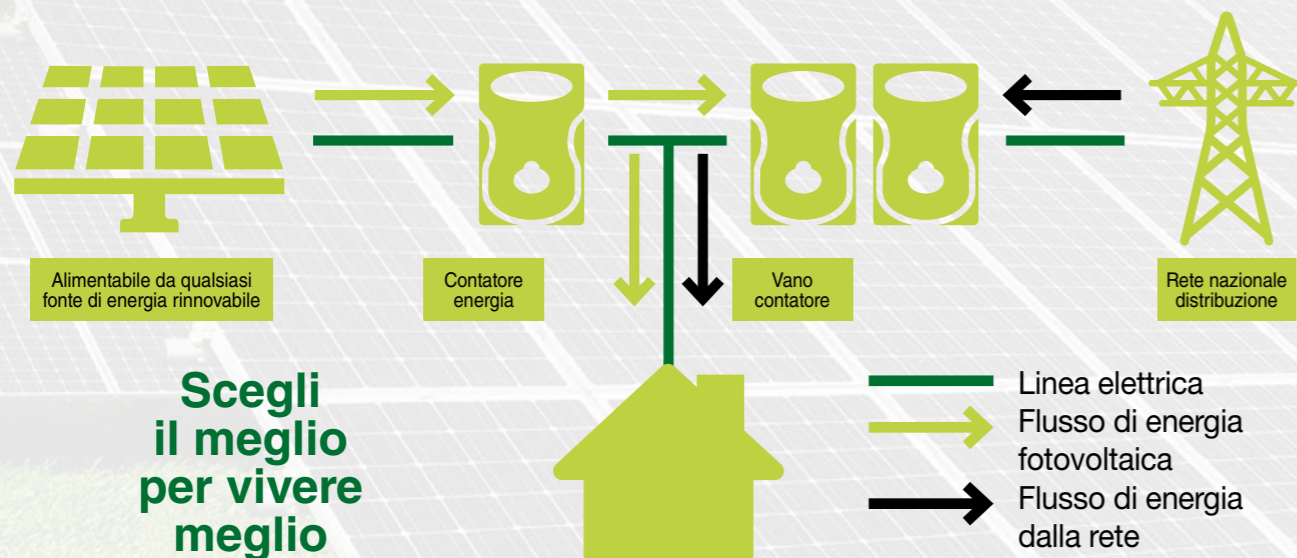 Alimentabile da qualsiasi
fonte di energia rinnovabile
Contatore
energia
Vano
contatore
Rete nazionale
distribuzione
Scegli
il meglio
per vivere
meglio
Linea elettrica
Flusso di energia
fotovoltaica
Flusso di energia
dalla rete